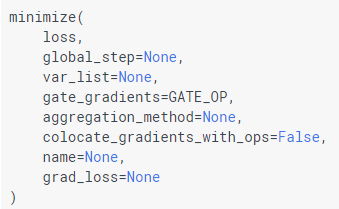 minimize(
    loss,
    global_step=None,
    var_list=None,
    gate_gradients=GATE_OP,
    aggregation_method=None,
    colocate_gradients_with_ops=False,
    name=None,
    grad_loss=None
)